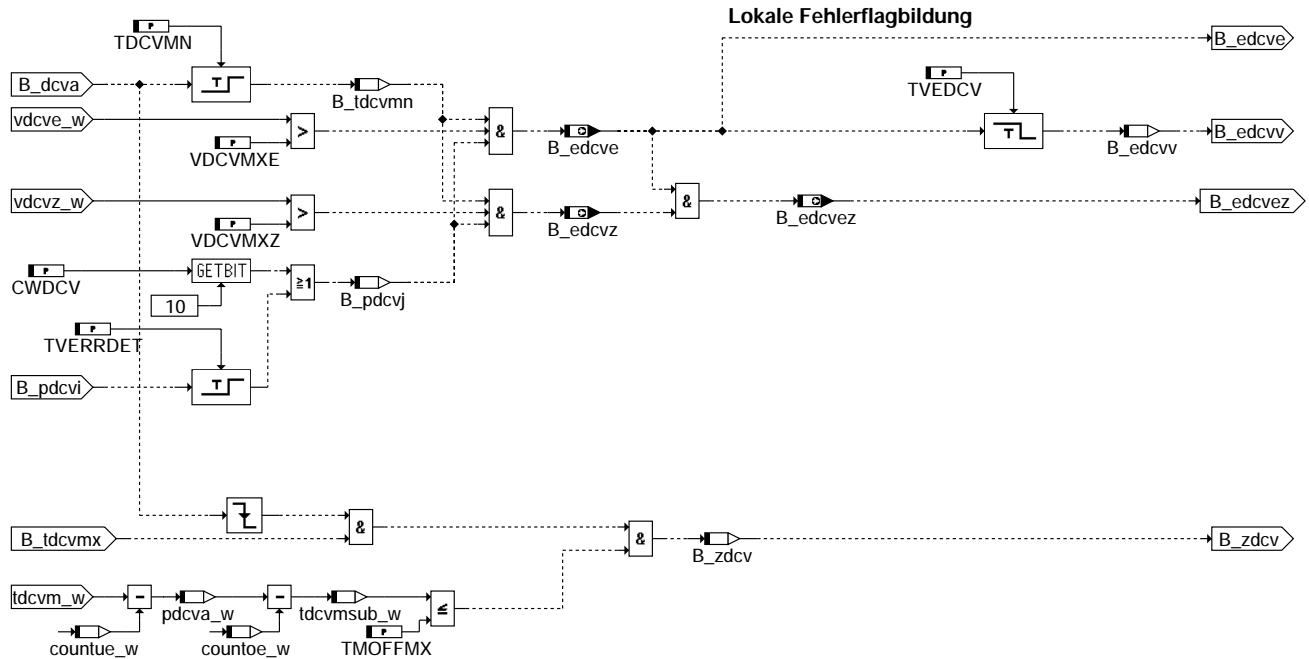 Lokale Fehlerflagbildung
P
TDCVMN
B_edcve
B_dcva
T
B_tdcvmn
P
TVEDCV
vdcve_w
>
P
VDCVMXE
&
B_edcve
T
B_edcvv
B_edcvv
vdcvz_w
>
P
VDCVMXZ
&
B_edcvz
&
B_edcvez
B_edcvez
P
CWDCV
GETBIT
10
≥1
B_pdcvj
P
TVERRDET
B_pdcvi
T
B_tdcvmx
&
&
B_zdcv
B_zdcv
tdcvm_w
-
pdcva_w
-
tdcvmsub_w
≤
countue_w
countoe_w
P
TMOFFMX